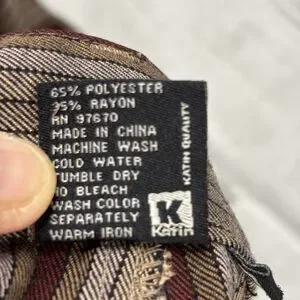 65% POLYESTER
35% RAYON
RN 97670
MADE IN CHINA
MACHINE WASH
COLD WATER
TUMBLE DRY
NO BLEACH
WASH COLOR
SEPARATELY
WARM IRON
KATIN QUALITY
K
Katin